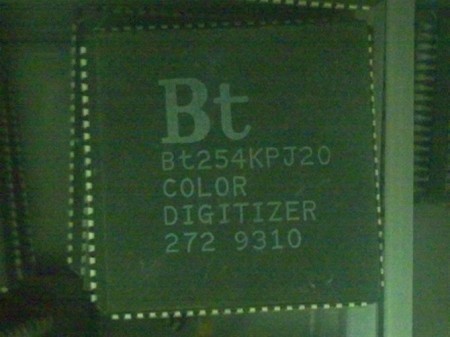 Bt
Bt254KPJ20
COLOR
DIGITIZER
272 9310